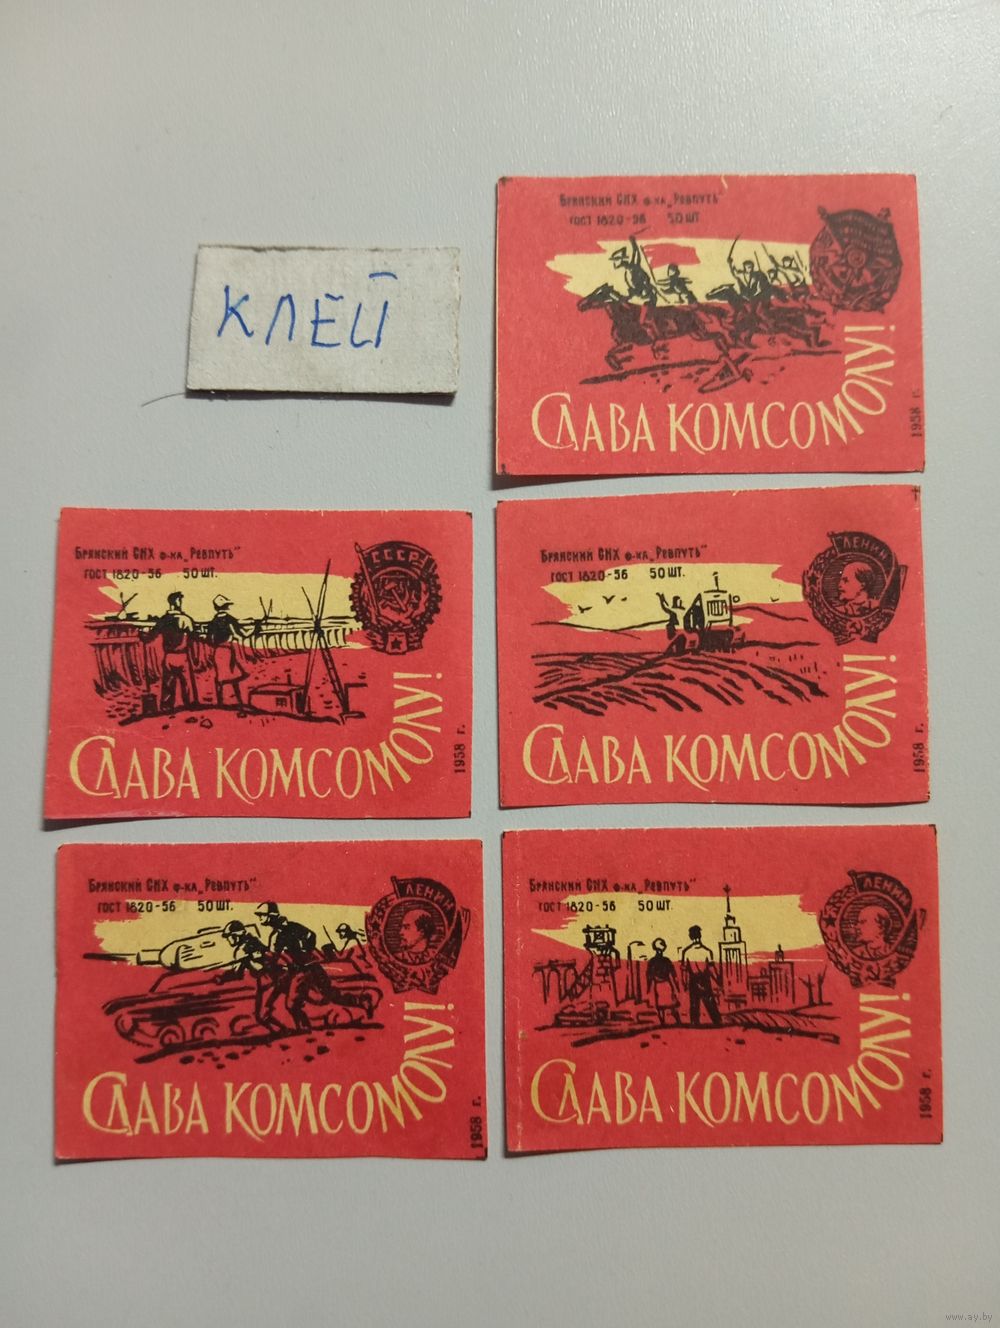 КЛЕЙ
Брянский СНХ ф-ка „Ревпуть"
ГОСТ 1820-56 50 шт
Слава комсомолу!
1958 г.
Брянский СНХ ф-ка „Ревпуть"
ГОСТ 1820-56 50 шт.
СССР
Слава комсомолу!
1958 г.
Брянский СНХ ф-ка „Ревпуть"
ГОСТ 1820-56 50 шт.
ЛЕНИН
Слава комсомолу!
1958 г.
Брянский СНХ ф-ка „Ревпуть"
ГОСТ 1820-56 50 шт.
ЛЕНИН
Слава комсомолу!
1958 г.
Брянский СНХ ф-ка „Ревпуть"
ГОСТ 1820-56 50 шт.
ЛЕНИН
Слава комсомолу!
1958 г.
www.ay.by